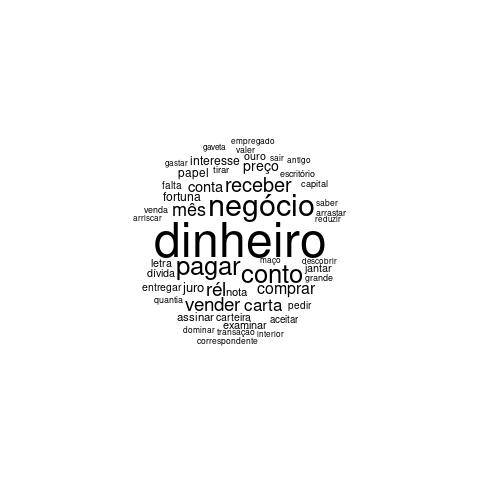 empregado
gaveta valer
gastar interesse ouro sair antigo
papel tirar preço escritório
falta conta receber capital
fortuna saber
venda mês negócio arrastar
arriscar reduzir
dinheiro
letra pagar maço descobrir
dívida conto jantar
grande
entregar juro rél nota comprar
quantia vender carta pedir
assinar carteira aceitar
examinar
dominar transação interior
correspondente